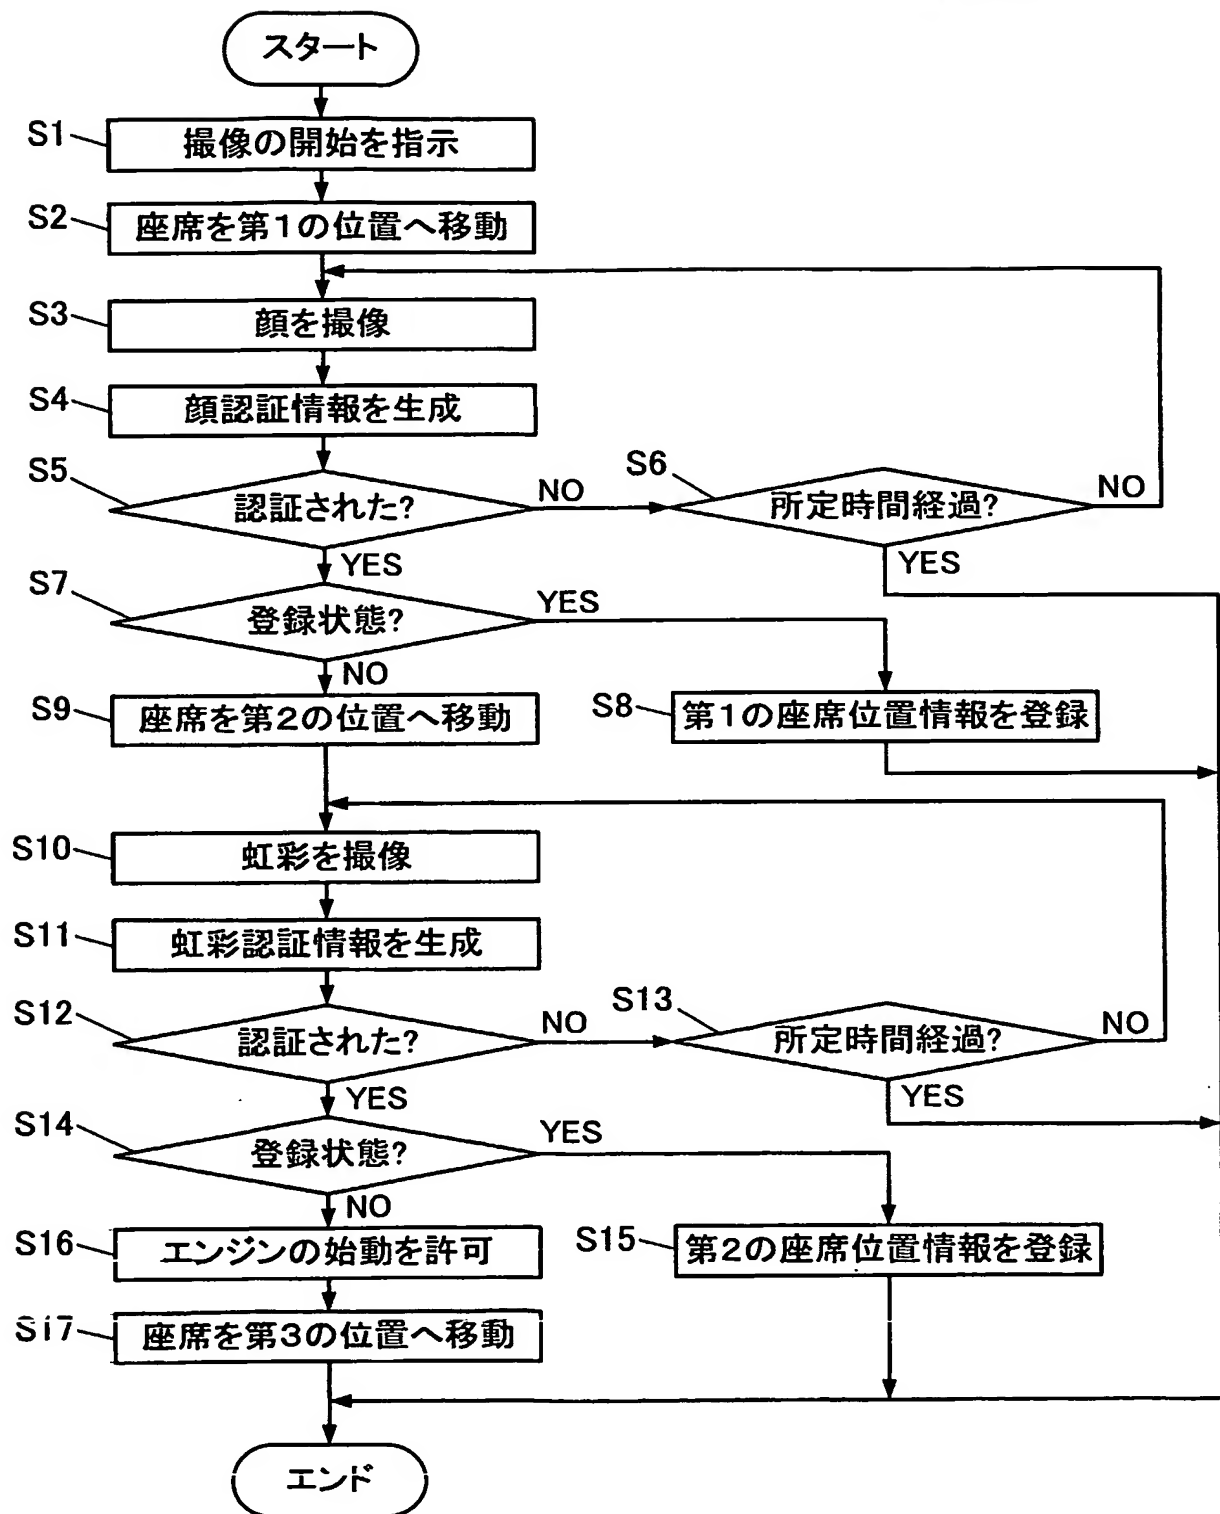 スタート
S1
撮像の開始を指示
S2
座席を第1の位置へ移動
S3
顔を撮像
S4
顔認証情報を生成
S5
認証された?
NO
S6
所定時間経過?
NO
YES
YES
S7
登録状態?
YES
NO
S9
座席を第2の位置へ移動
S8
第1の座席位置情報を登録
S10
虹彩を撮像
S11
虹彩認証情報を生成
S12
認証された?
NO
S13
所定時間経過?
NO
YES
YES
S14
登録状態?
YES
NO
S16
エンジンの始動を許可
S15
第2の座席位置情報を登録
S17
座席を第3の位置へ移動
エンド